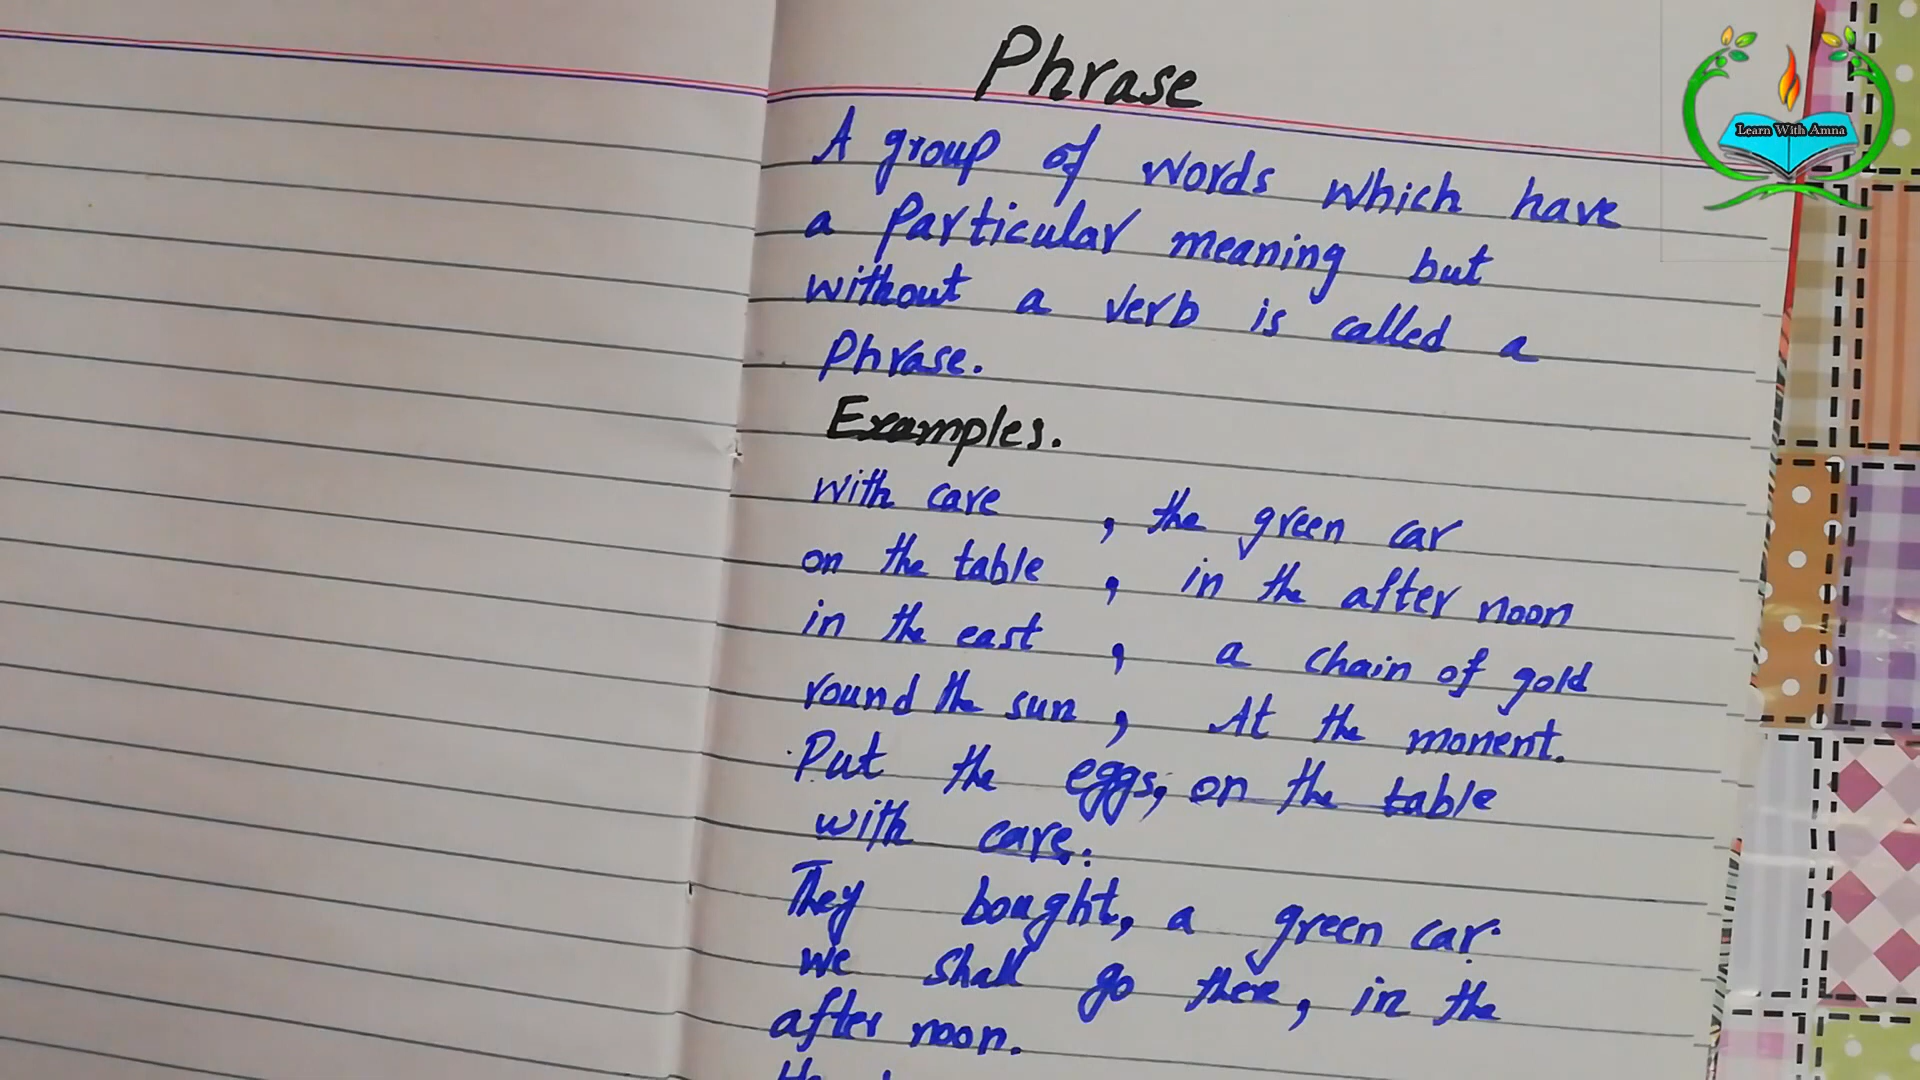 Phrase
Learn With Amna
A group of words which have
a particular meaning but
without a verb is called a
Phrase.
Examples.
with care , the green car
on the table , in the after noon
in the east , a chain of gold
round the sun , At the monent.
Put the eggs, on the table
with care.
They bought, a green car.
we shall go there, in the
after noon.